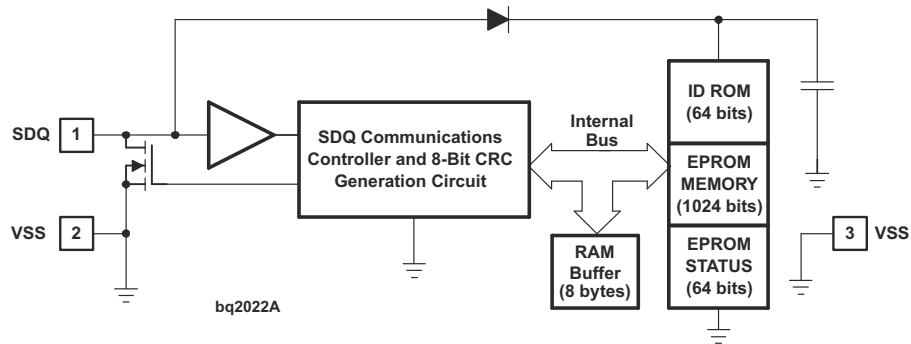 SDQ 1
VSS 2
SDQ Communications
Controller and 8-Bit CRC
Generation Circuit
Internal
Bus
RAM
Buffer
(8 bytes)
ID ROM
(64 bits)
EPROM
MEMORY
(1024 bits)
EPROM
STATUS
(64 bits)
3 VSS
bq2022A